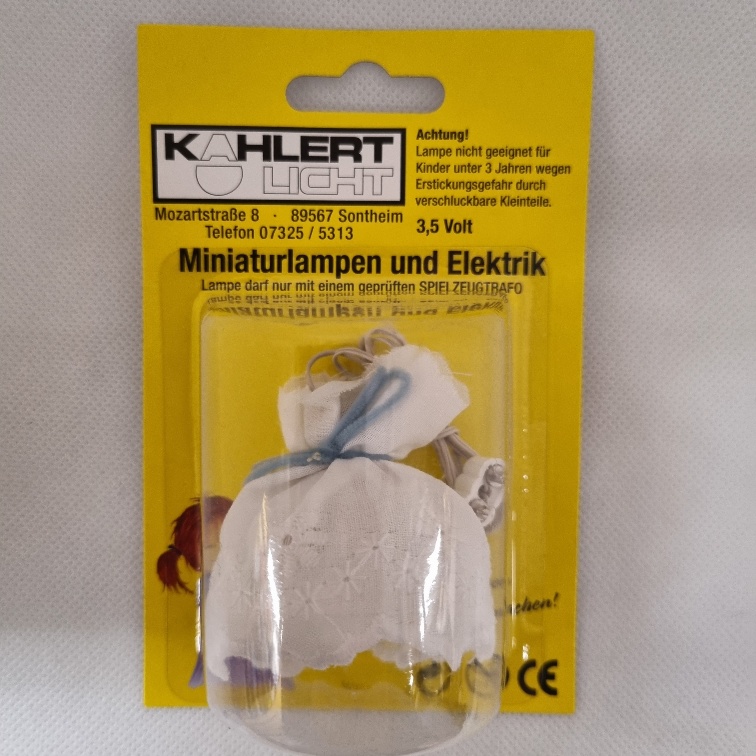 KAHLERT
LICHT
Mozartstraße 8 · 89567 Sontheim
Telefon 07325 / 5313
Achtung!
Lampe nicht geeignet für
Kinder unter 3 Jahren wegen
Erstickungsgefahr durch
verschluckbare Kleinteile.
3,5 Volt
Miniaturlampen und Elektrik
Lampe darf nur mit einem geprüften SPIELZEUGTRAFO
CE